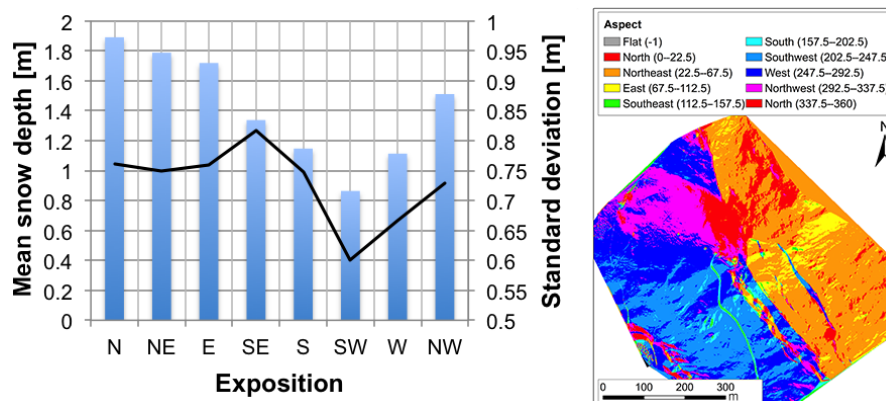 2
1.8
1.6
1.4
1.2
1
0.8
0.6
0.4
0.2
0
Mean snow depth [m]
1
0.95
0.9
0.85
0.8
0.75
0.7
0.65
0.6
0.55
0.5
Standard deviation [m]
N NE E SE S SW W NW
Exposition
Aspect
Flat (-1)
North (0–22.5)
Northeast (22.5–67.5)
East (67.5–112.5)
Southeast (112.5–157.5)
South (157.5–202.5)
Southwest (202.5–247.5
West (247.5–292.5)
Northwest (292.5–337.5)
North (337.5–360)
N
0 100 200 300
m